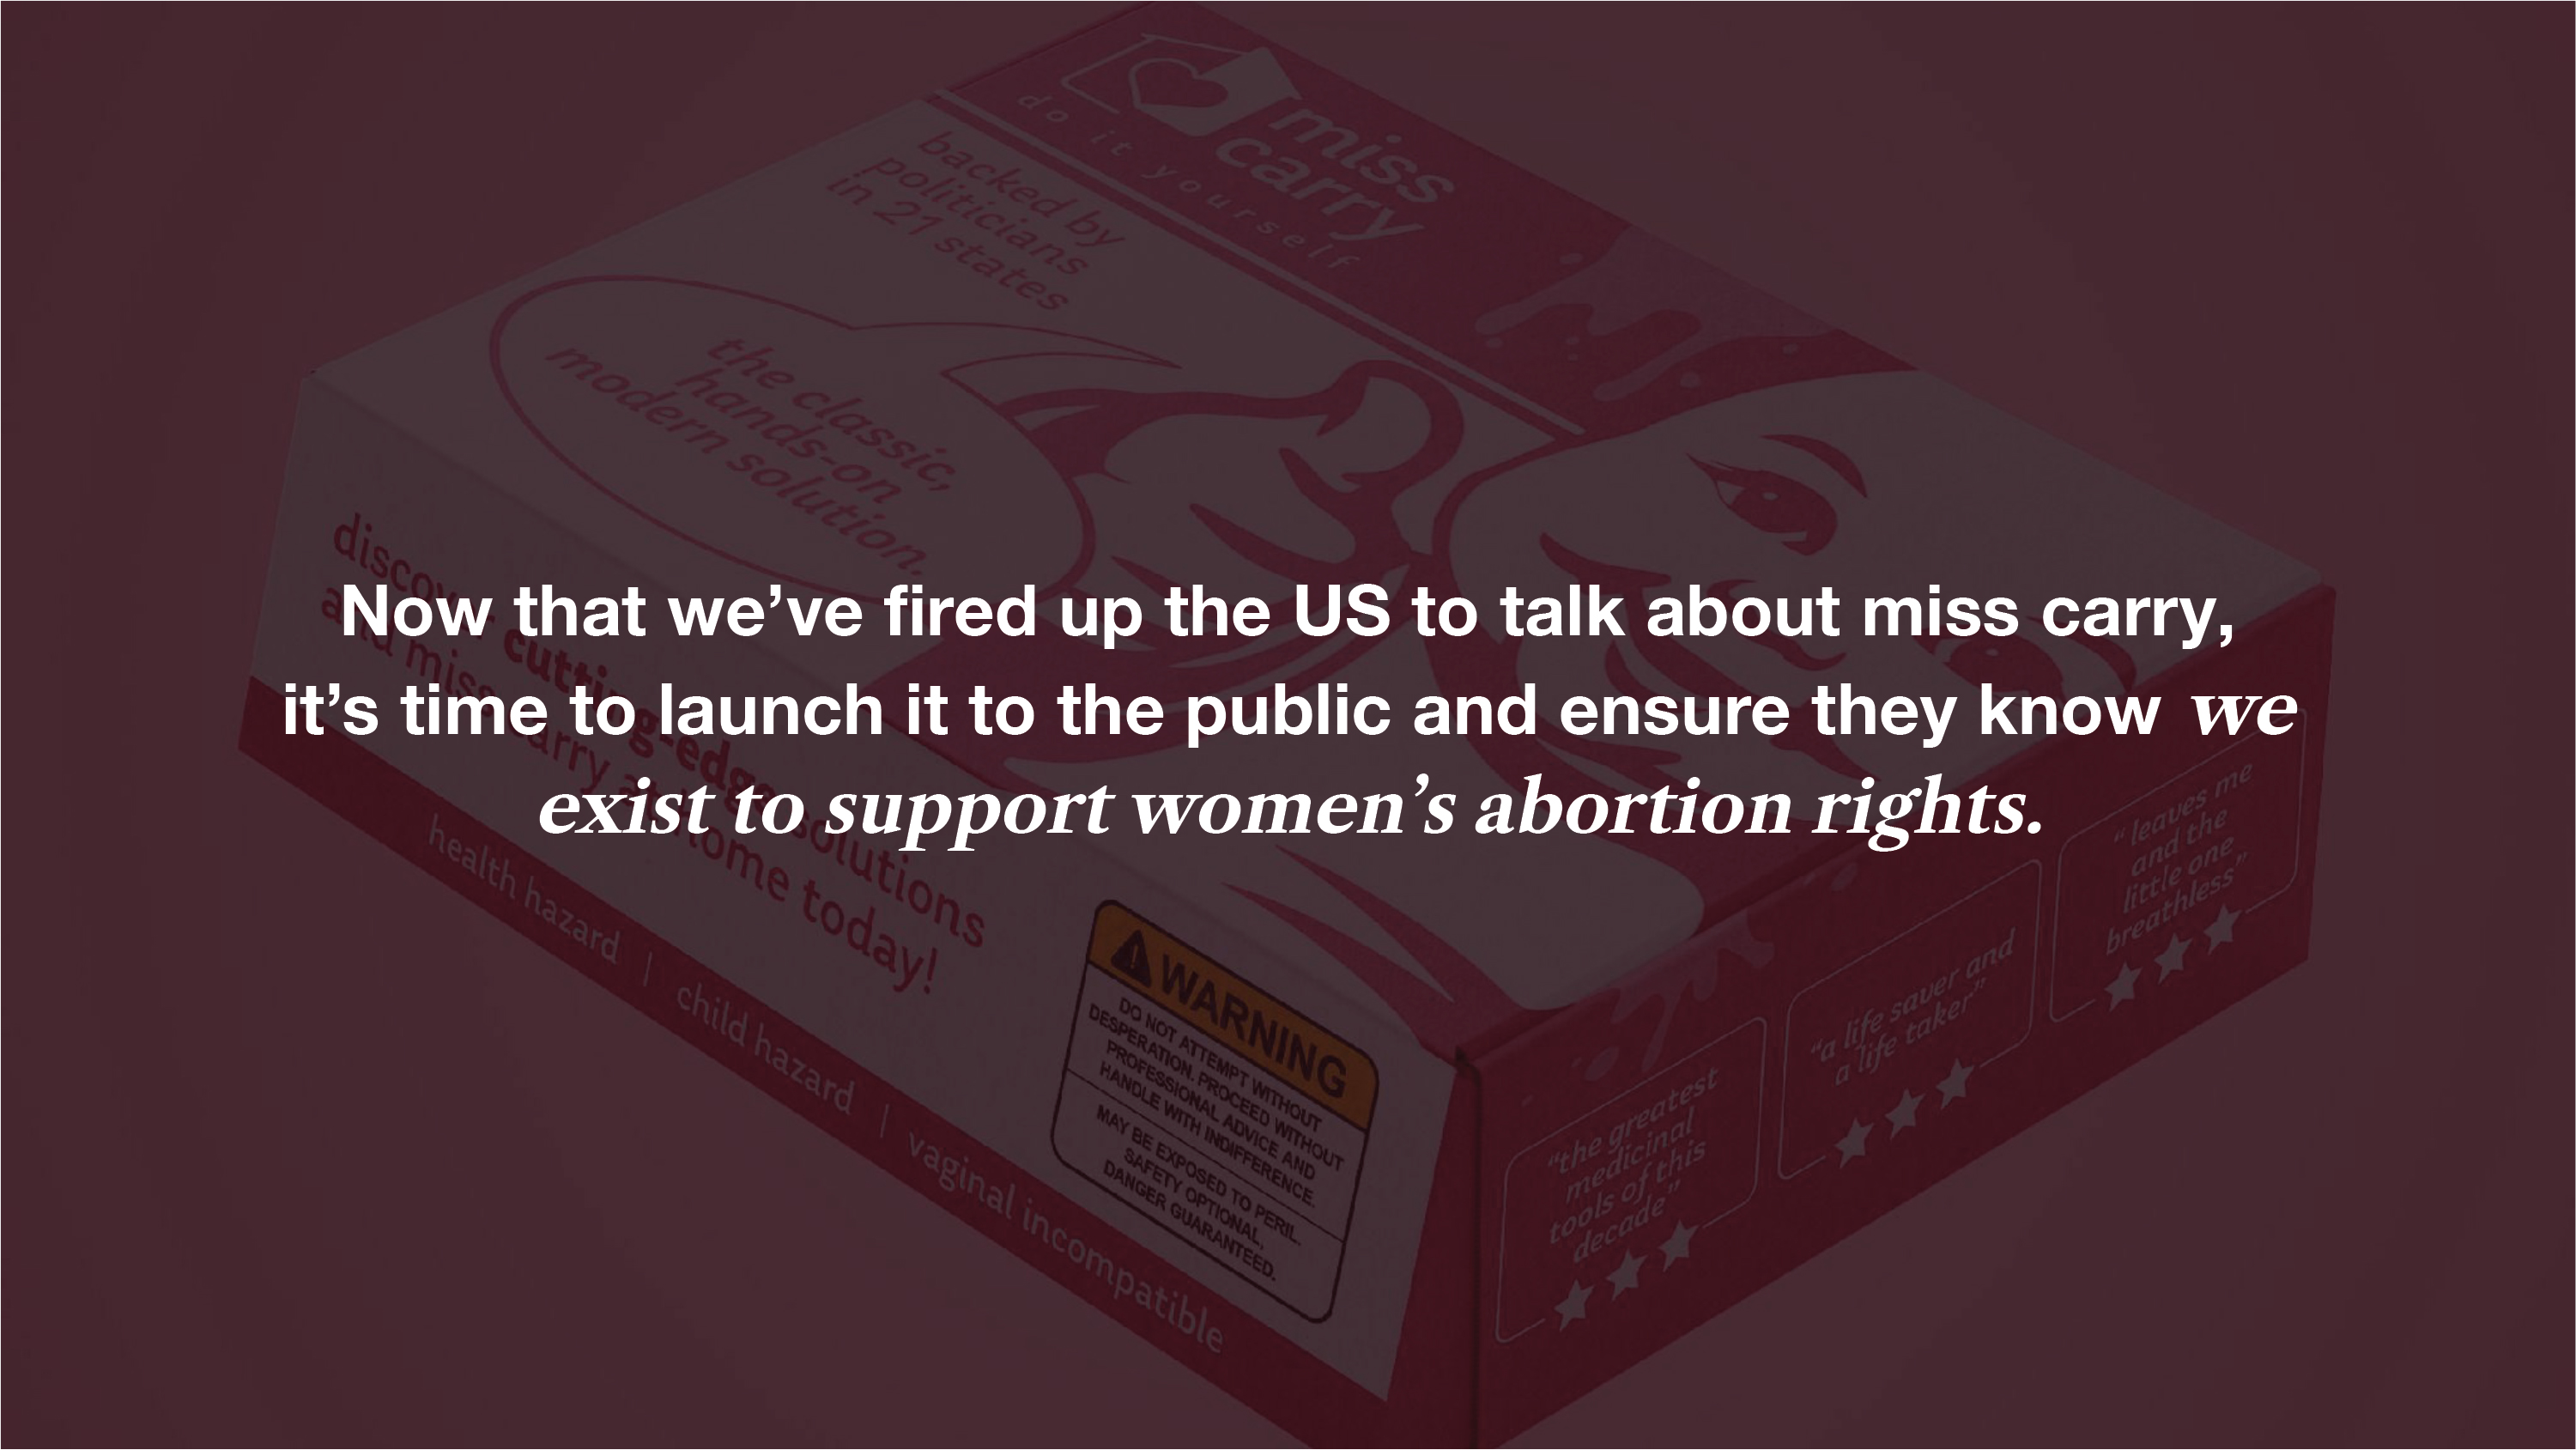 Now that we’ve fired up the US to talk about miss carry,
it’s time to launch it to the public and ensure they know we
exist to support women’s abortion rights.
miss
carry
do it yourself
backed by
politicians
in 21 states
the classic,
hands-on
modern solution.
discover cutting-edge solutions
and miss carry at home today!
health hazard | child hazard | vaginal incompatible
WARNING
DO NOT ATTEMPT WITHOUT
DESPERATION. PROCEED WITHOUT
PROFESSIONAL ADVICE AND
HANDLE WITH INDIFFERENCE.
MAY BE EXPOSED TO PERIL.
SAFETY OPTIONAL,
DANGER GUARANTEED.
“the greatest
medicinal
tools of this
decade”
“a life saver and
a life taker”
“leaves me
and the
little one
breathless”